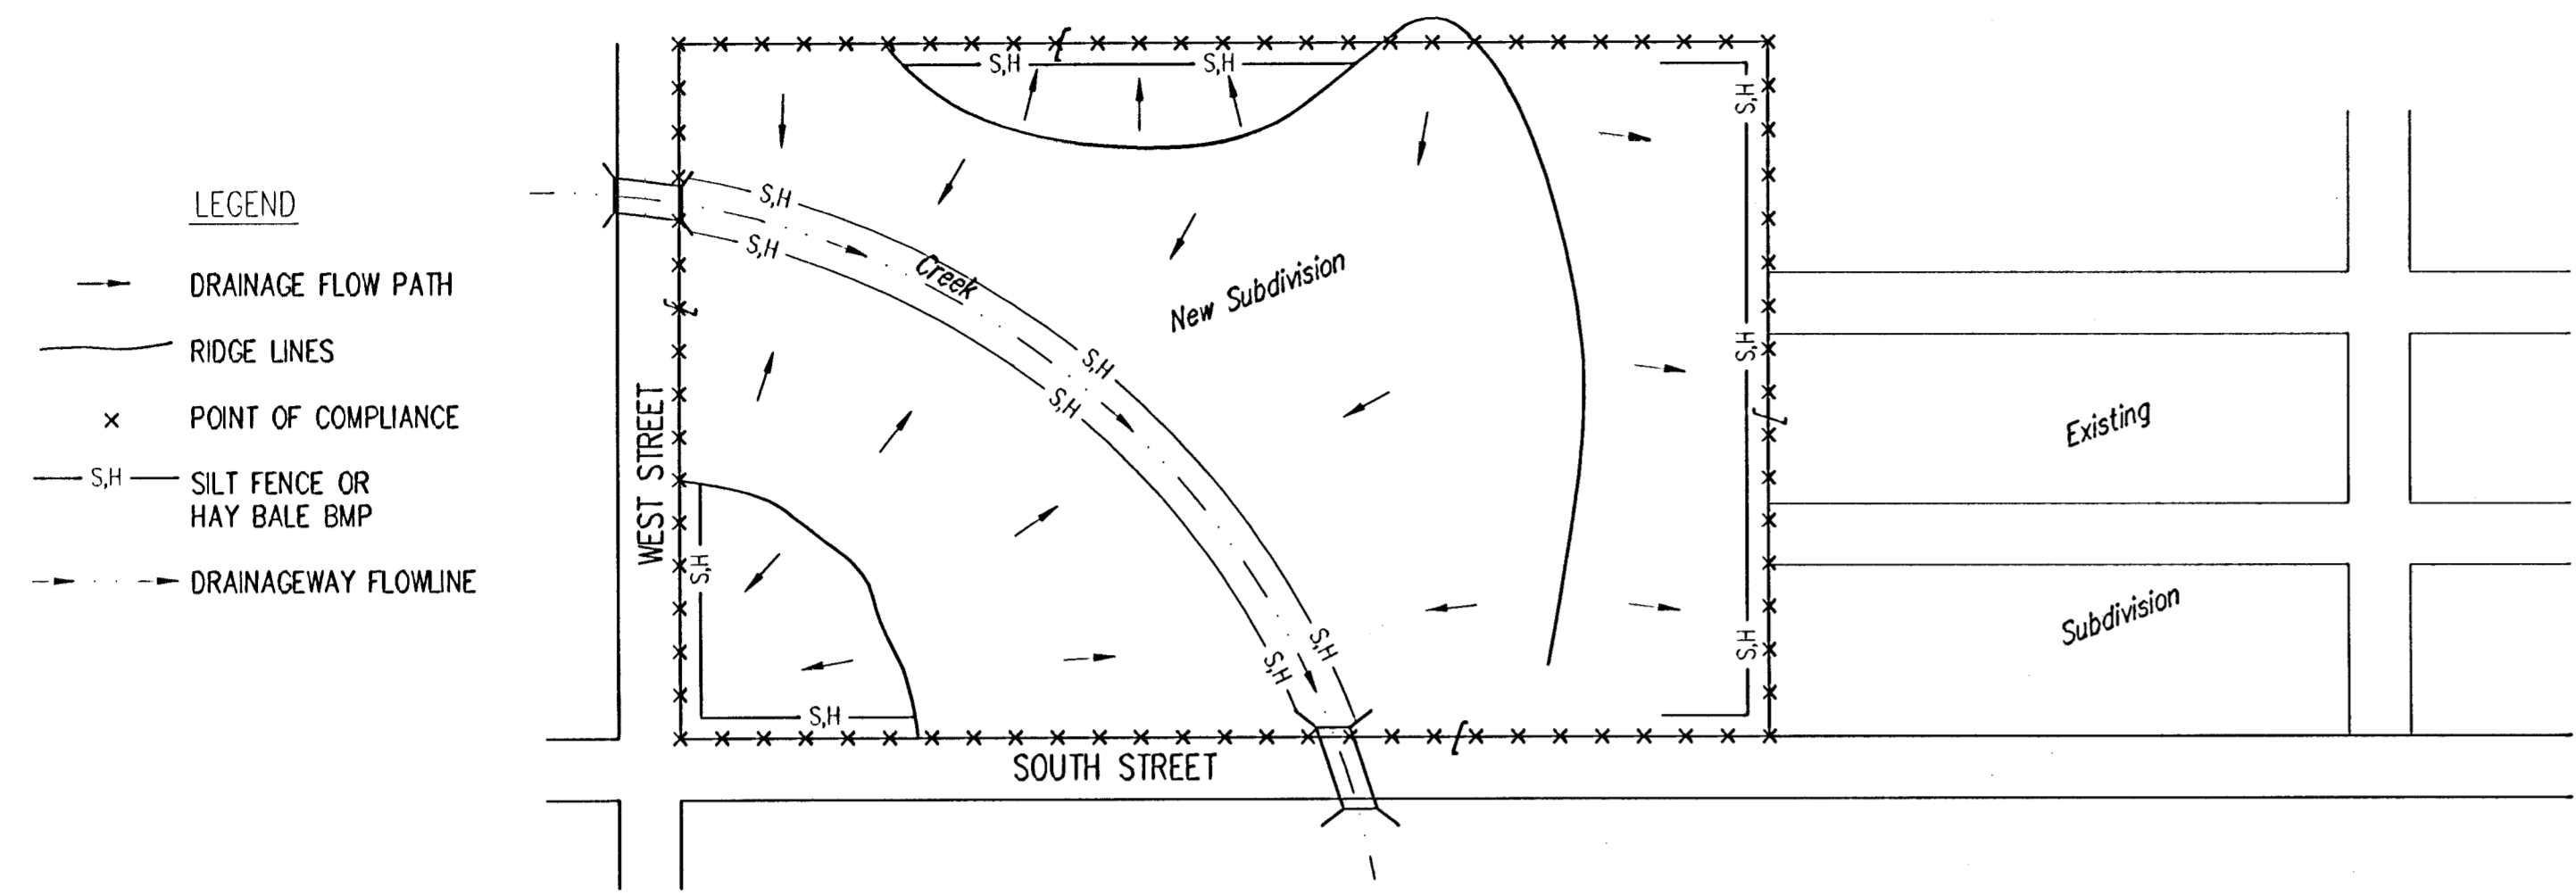 LEGEND
DRAINAGE FLOW PATH
RIDGE LINES
× POINT OF COMPLIANCE
S,H SILT FENCE OR
HAY BALE BMP
DRAINAGEWAY FLOWLINE
S,H
S,H
S,H
S,H
S,H
Creek
New Subdivision
S,H
S,H
S,H
WEST STREET
Existing
S,H
Subdivision
S,H
S,H
S,H
S,H
SOUTH STREET